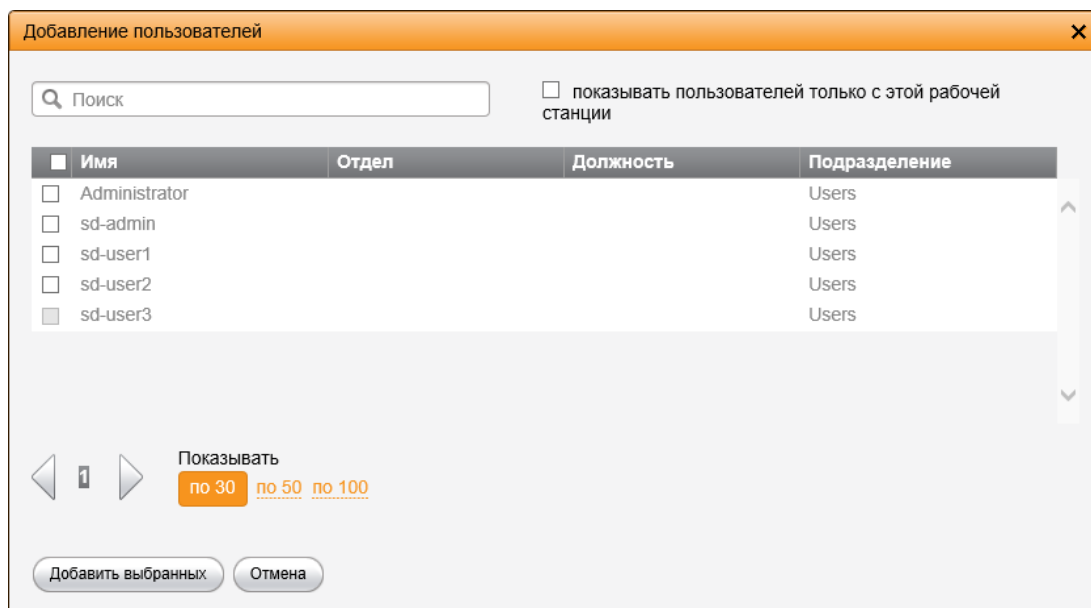 Добавление пользователей
Поиск
показывать пользователей только с этой рабочей
станции
Имя Отдел Должность Подразделение
Administrator Users
sd-admin Users
sd-user1 Users
sd-user2 Users
sd-user3 Users
Показывать
1 по 30 по 50 по 100
Добавить выбранных Отмена